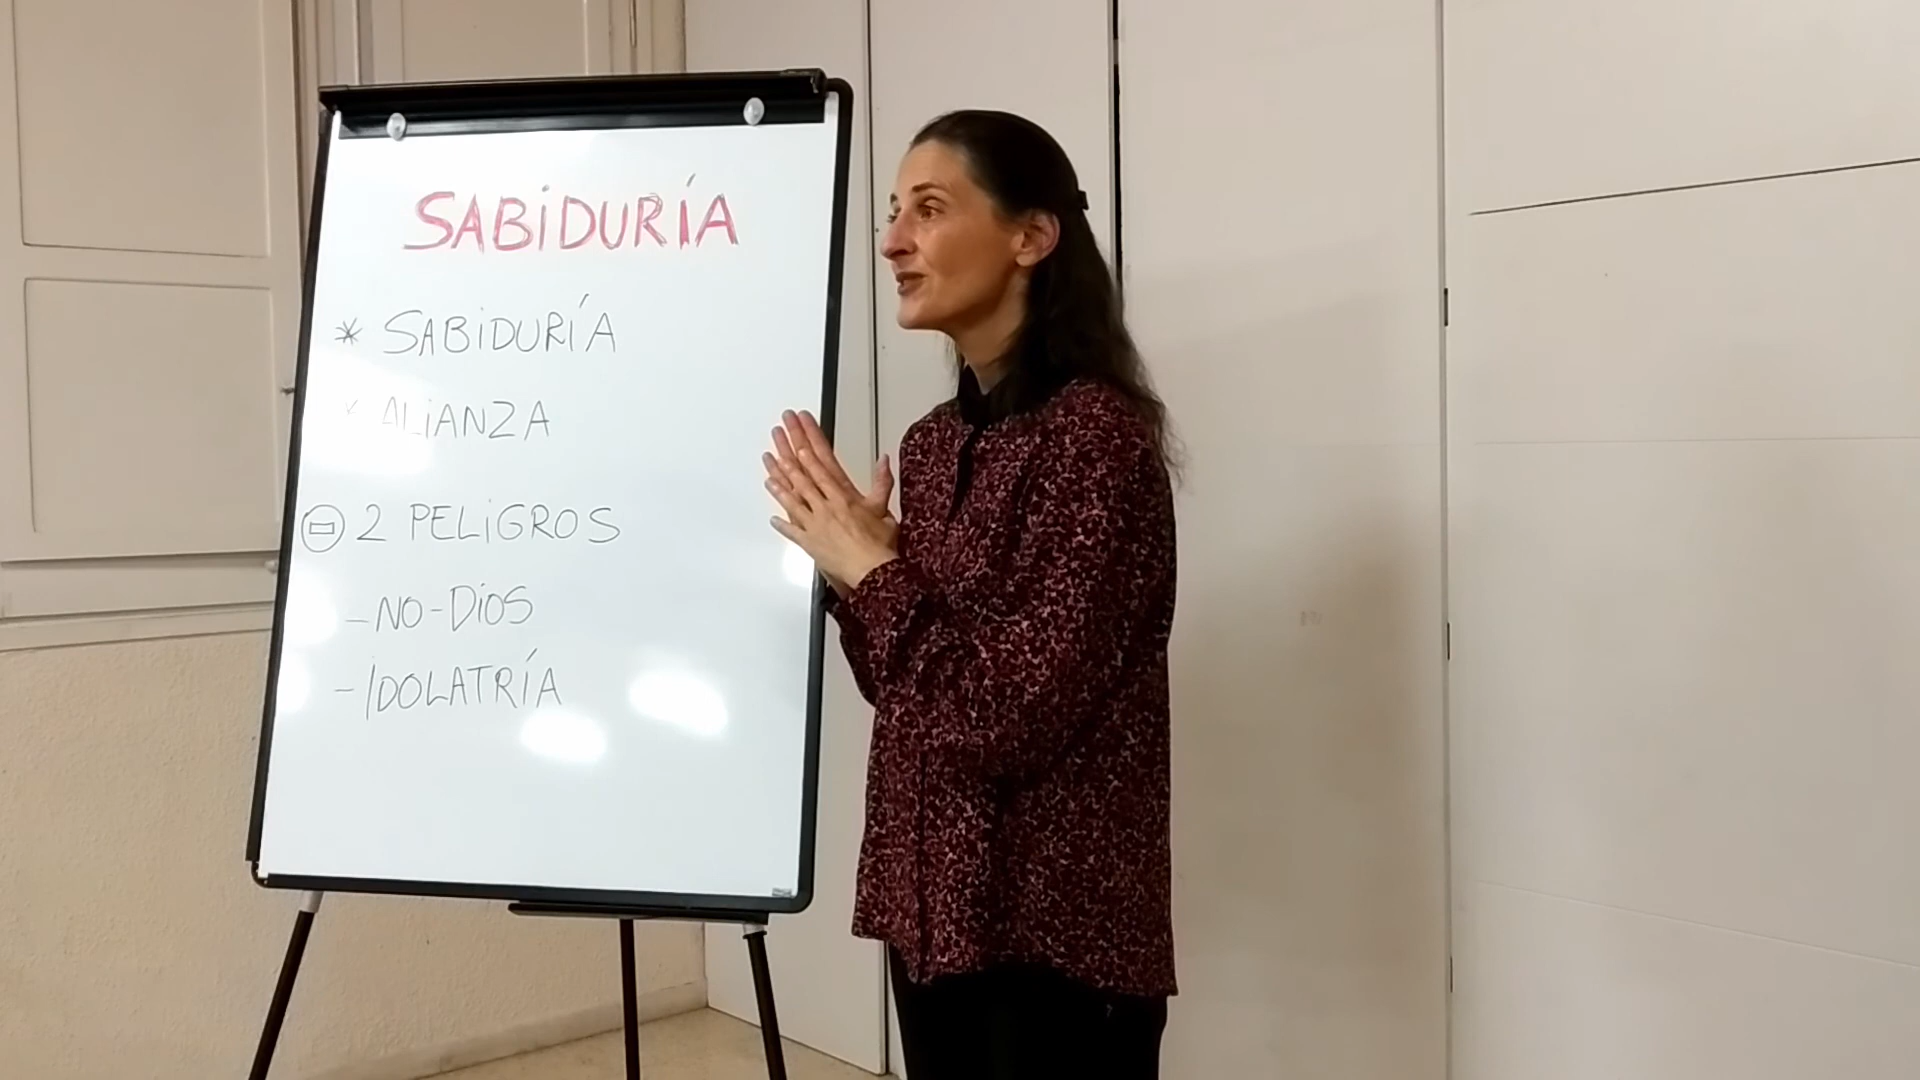 SABiDURÍA
* SABiDURÍA
* ALiANZA
⊖ 2 PELiGROS
- NO-DiOS
- IDOLATRÍA